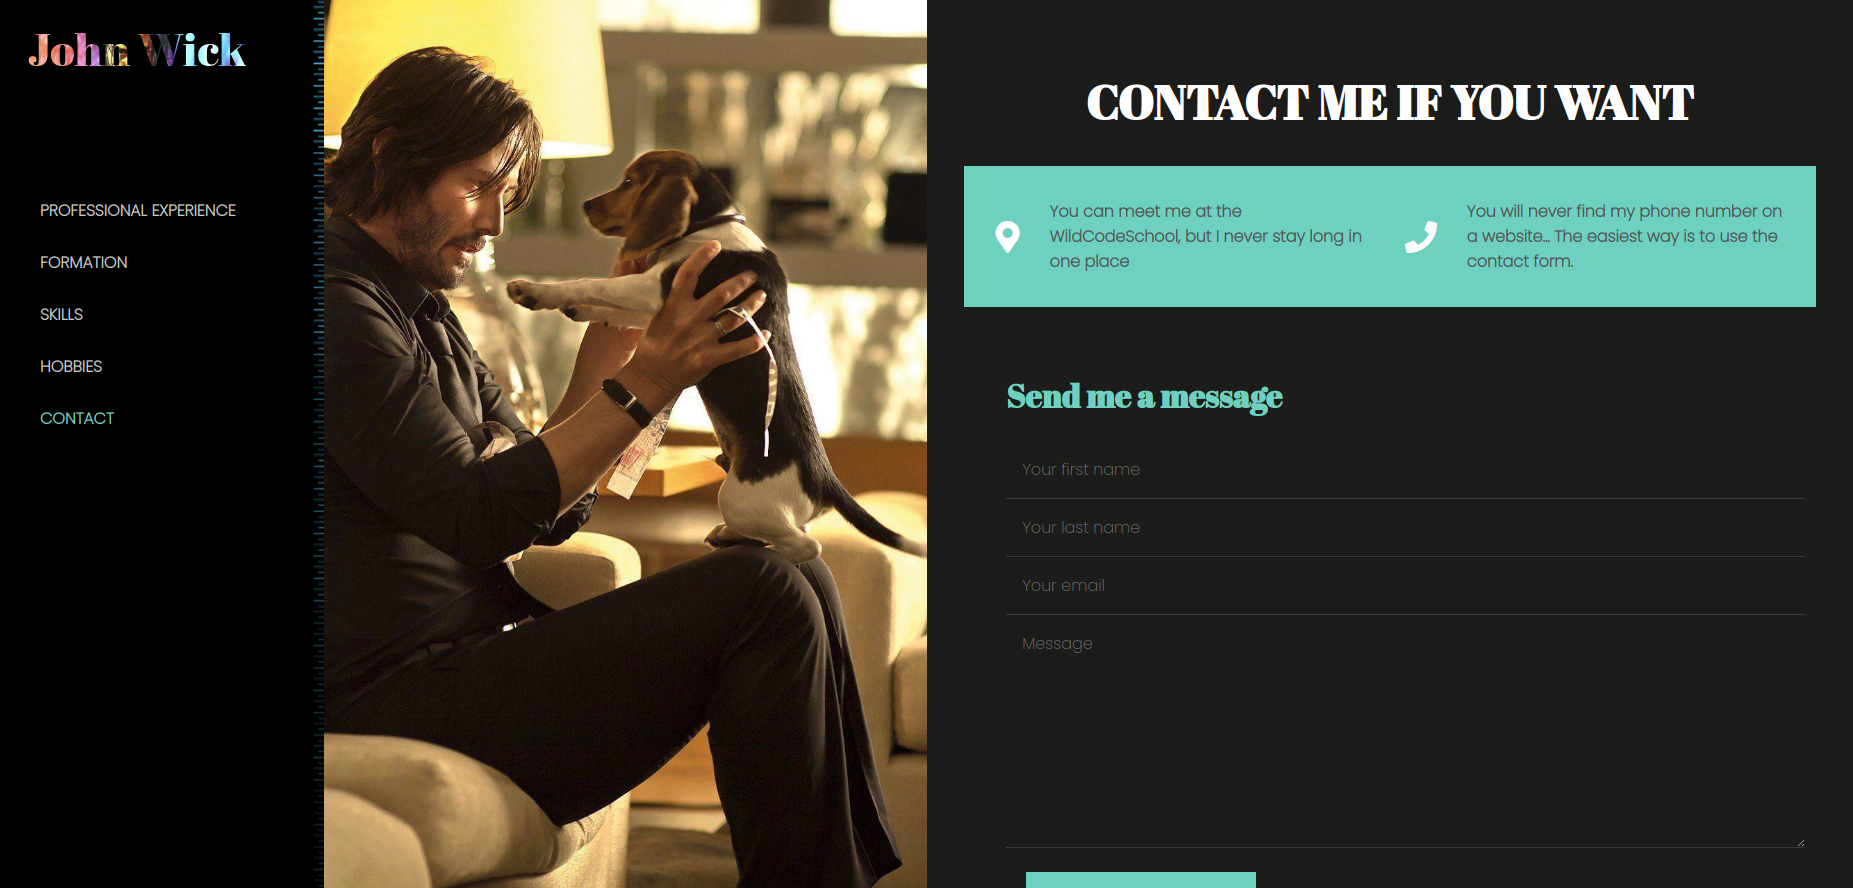 John Wick
PROFESSIONAL EXPERIENCE
FORMATION
SKILLS
HOBBIES
CONTACT
CONTACT ME IF YOU WANT
You can meet me at the
WildCodeSchool, but I never stay long in
one place
You will never find my phone number on
a website... The easiest way is to use the
contact form.
Send me a message
Your first name
Your last name
Your email
Message